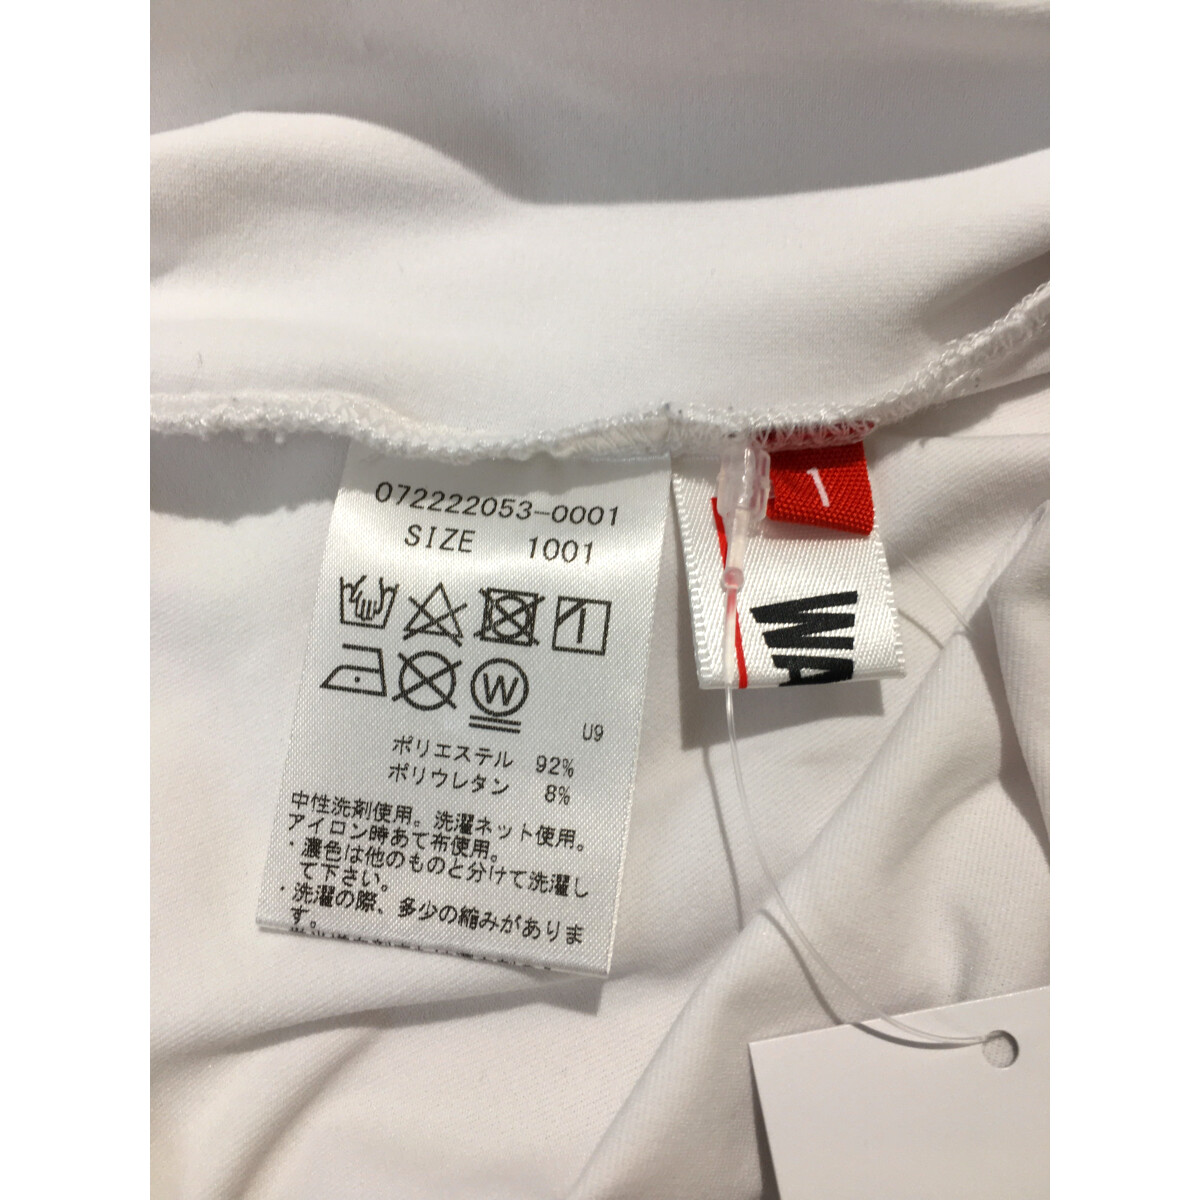 072222053-0001
SIZE 1001
W
U9
ポリエステル 92%
ポリウレタン 8%
中性洗剤使用。洗濯ネット使用。
アイロン時あて布使用。
・濃色は他のものと分けて洗濯し
て下さい。
・洗濯の際、多少の縮みがありま
す。
1
WA